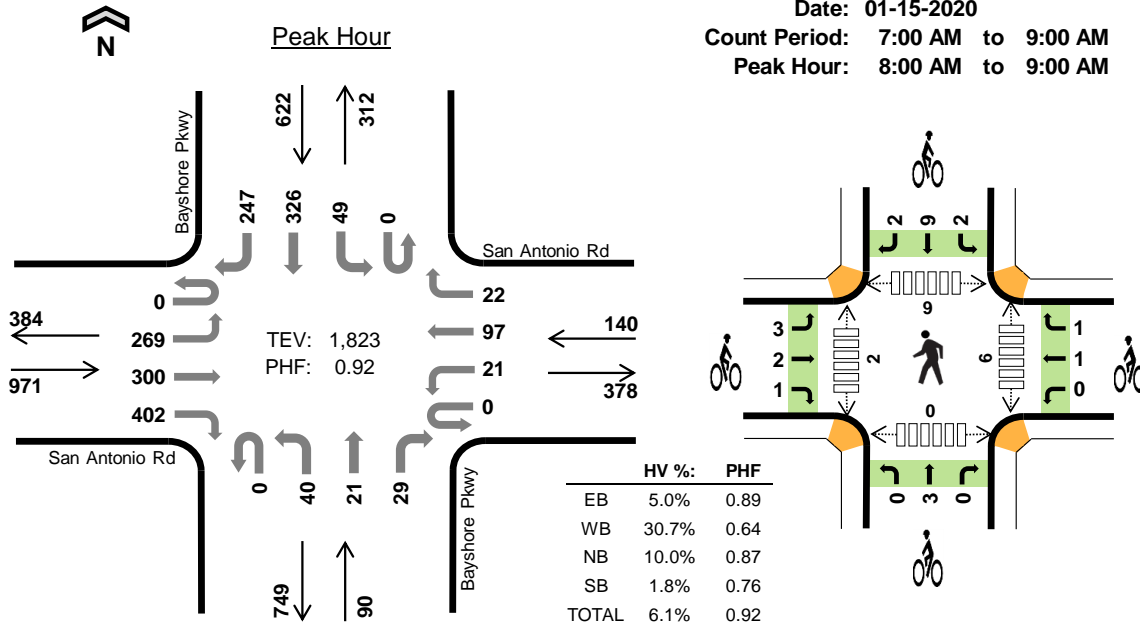 N
Peak Hour
Date: 01-15-2020
Count Period: 7:00 AM to 9:00 AM
Peak Hour: 8:00 AM to 9:00 AM
622
312
Bayshore Pkwy
247
326
49
0
San Antonio Rd
0
269
300
402
384
971
TEV: 1,823
PHF: 0.92
22
97
21
0
140
378
San Antonio Rd
0
40
21
29
Bayshore Pkwy
749
90
2 9 2
9
3
2
1
2
6
1
1
0
0
0 3 0
HV %: PHF
EB 5.0% 0.89
WB 30.7% 0.64
NB 10.0% 0.87
SB 1.8% 0.76
TOTAL 6.1% 0.92